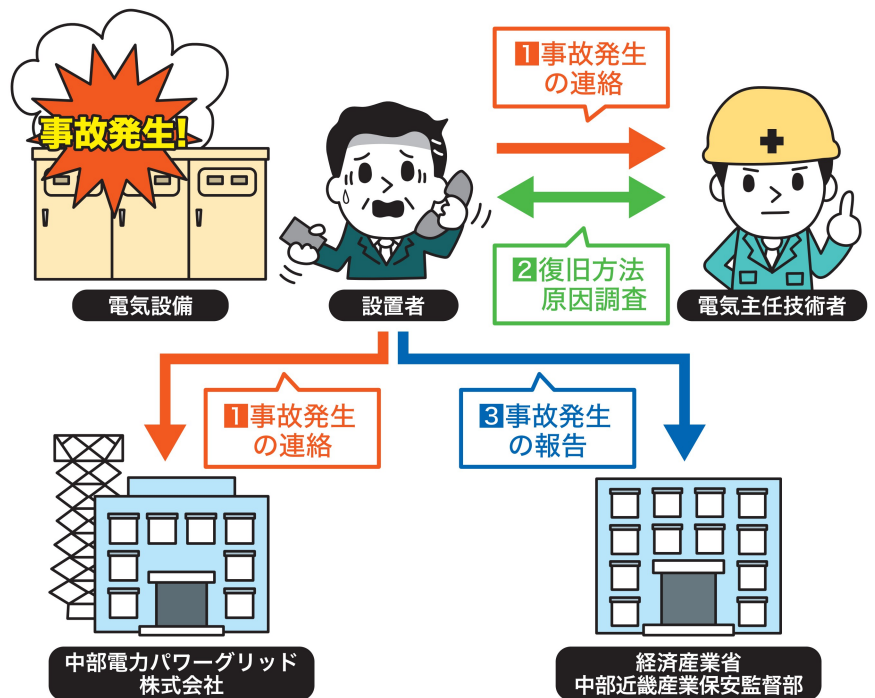 事故発生!
電気設備
設置者
1事故発生
の連絡
2復旧方法
原因調査
電気主任技術者
1事故発生
の連絡
3事故発生
の報告
中部電力パワーグリッド
株式会社
経済産業省
中部近畿産業保安監督部